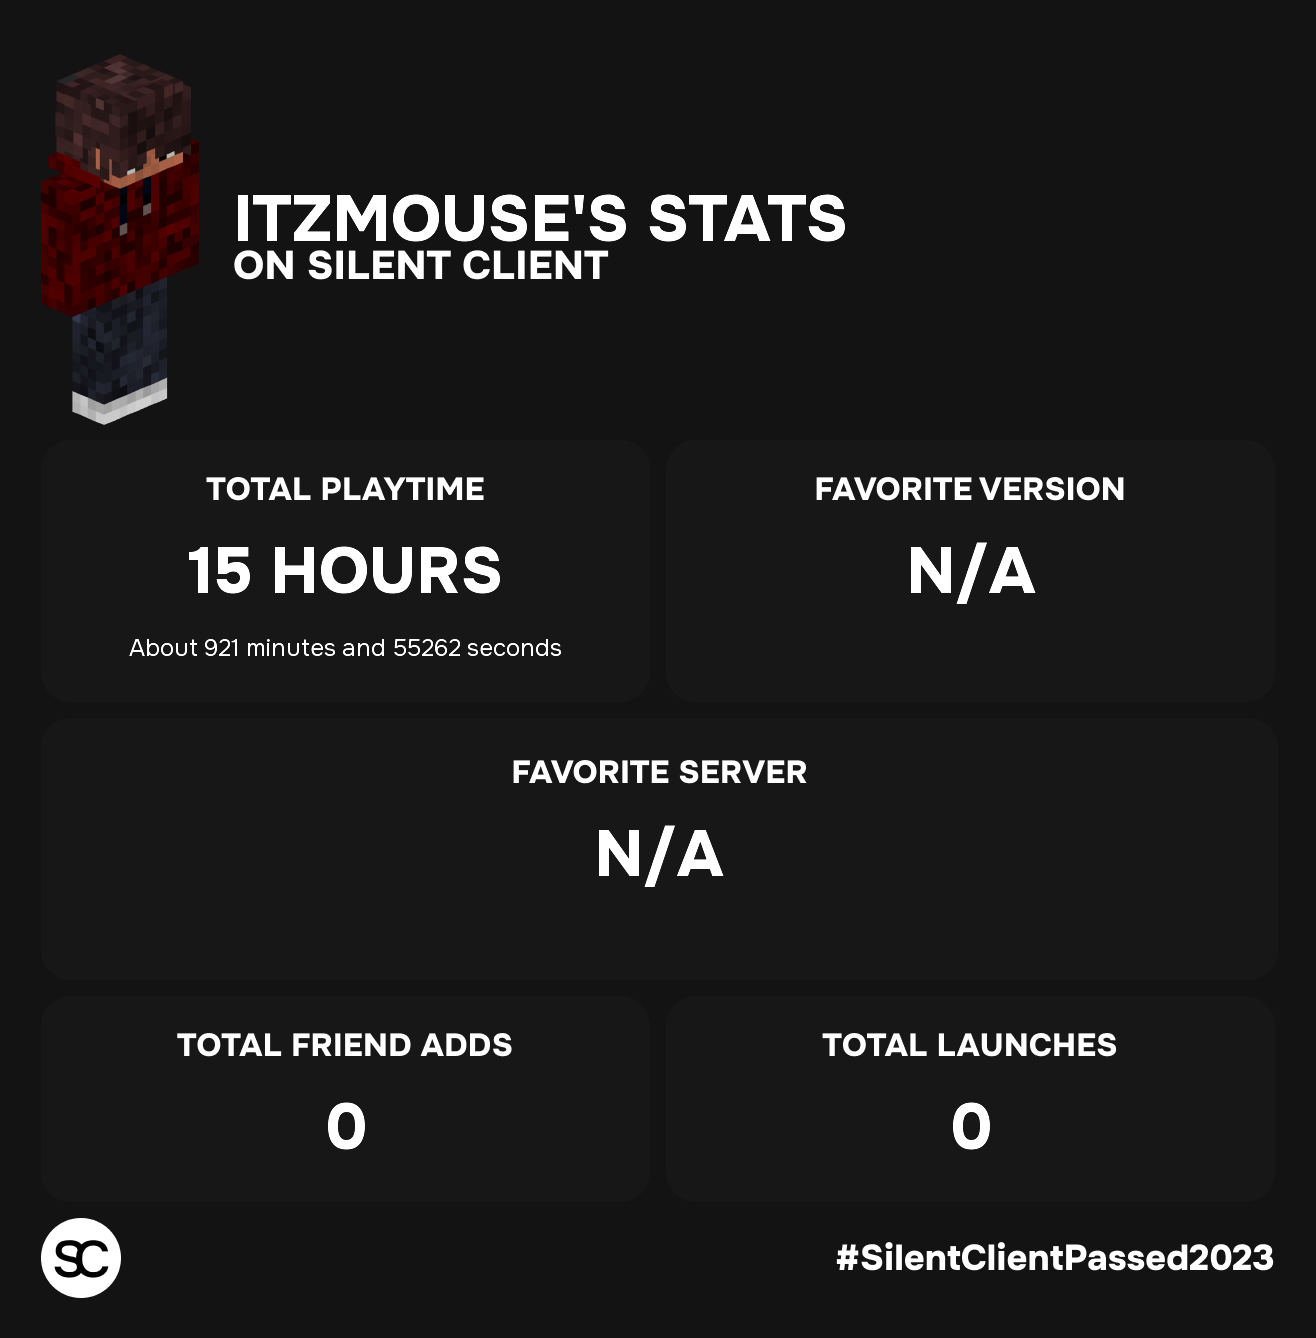 ITZMOUSE'S STATS
ON SILENT CLIENT
TOTAL PLAYTIME
15 HOURS
About 921 minutes and 55262 seconds
FAVORITE VERSION
N/A
FAVORITE SERVER
N/A
TOTAL FRIEND ADDS
0
TOTAL LAUNCHES
0
SC
#SilentClientPassed2023